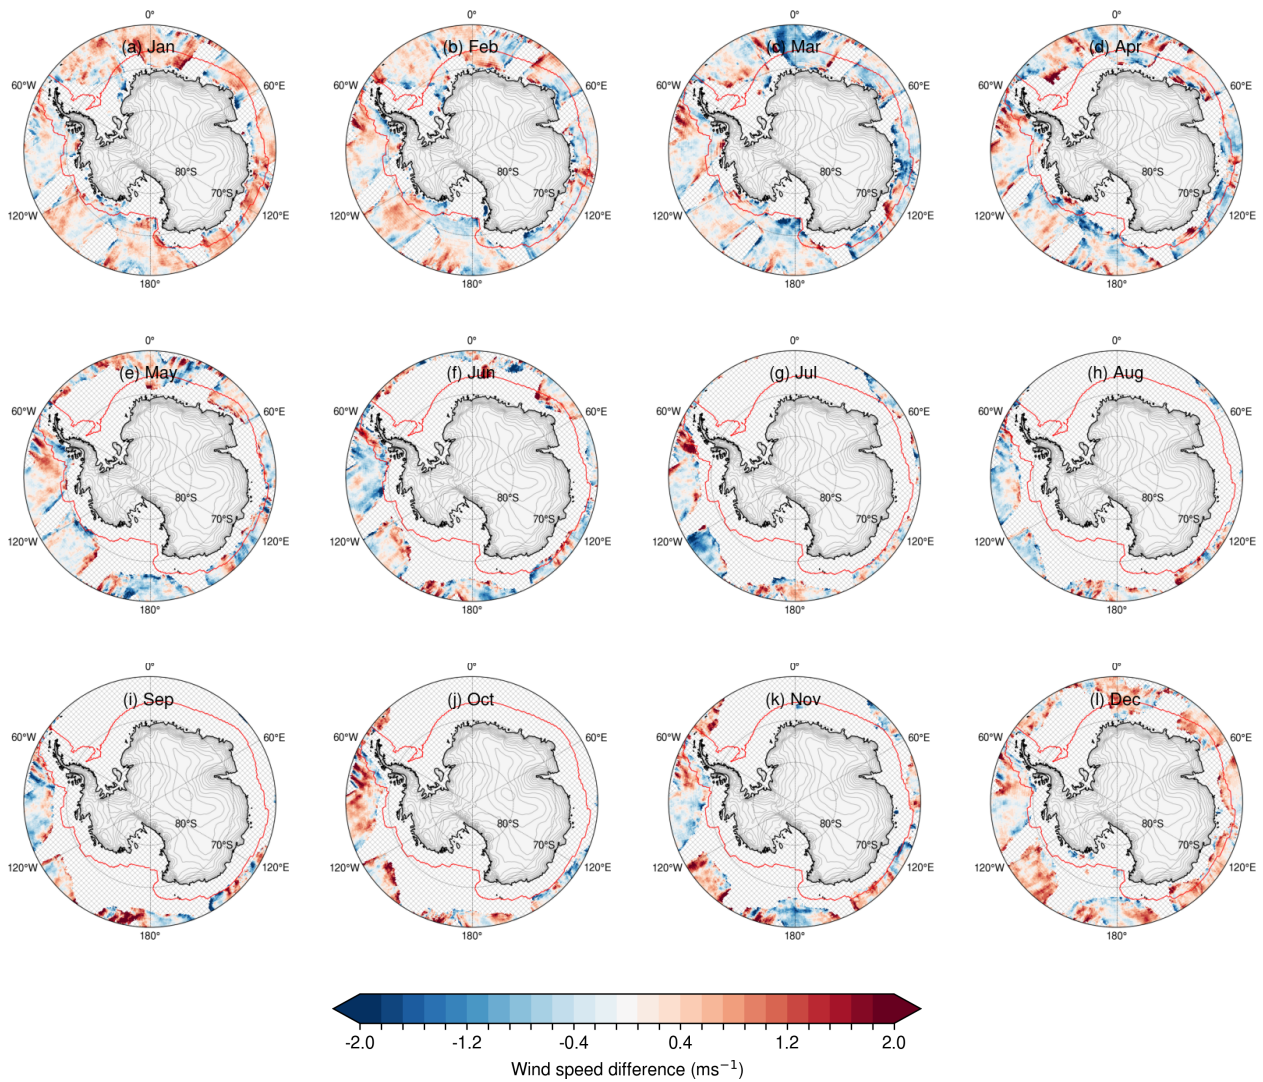 0° 0° 0° 0°
(a) Jan (b) Feb (c) Mar (d) Apr
60°W 60°E 60°W 60°E 60°W 60°E 60°W 60°E
80°S 80°S 80°S 80°S
70°S 70°S 70°S 70°S
120°W 120°E 120°W 120°E 120°W 120°E 120°W 120°E
180° 180° 180° 180°
0° 0° 0° 0°
(e) May (f) Jun (g) Jul (h) Aug
60°W 60°E 60°W 60°E 60°W 60°E 60°W 60°E
80°S 80°S 80°S 80°S
70°S 70°S 70°S 70°S
120°W 120°E 120°W 120°E 120°W 120°E 120°W 120°E
180° 180° 180° 180°
0° 0° 0° 0°
(i) Sep (j) Oct (k) Nov (l) Dec
60°W 60°E 60°W 60°E 60°W 60°E 60°W 60°E
80°S 80°S 80°S 80°S
70°S 70°S 70°S 70°S
120°W 120°E 120°W 120°E 120°W 120°E 120°W 120°E
180° 180° 180° 180°
-2.0 -1.2 -0.4 0.4 1.2 2.0
Wind speed difference (ms⁻¹)